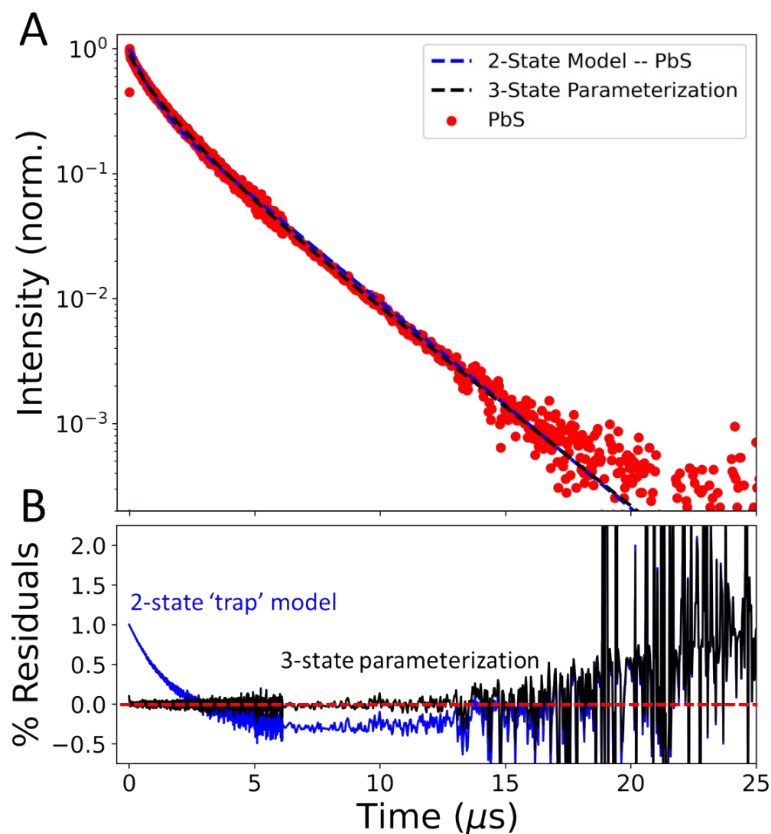 A
10⁰
10⁻¹
10⁻²
10⁻³
Intensity (norm.)
2-State Model -- PbS
3-State Parameterization
PbS
B
2.0
1.5
1.0
0.5
0.0
−0.5
% Residuals
2-state ‘trap’ model
3-state parameterization
0 5 10 15 20 25
Time (μs)